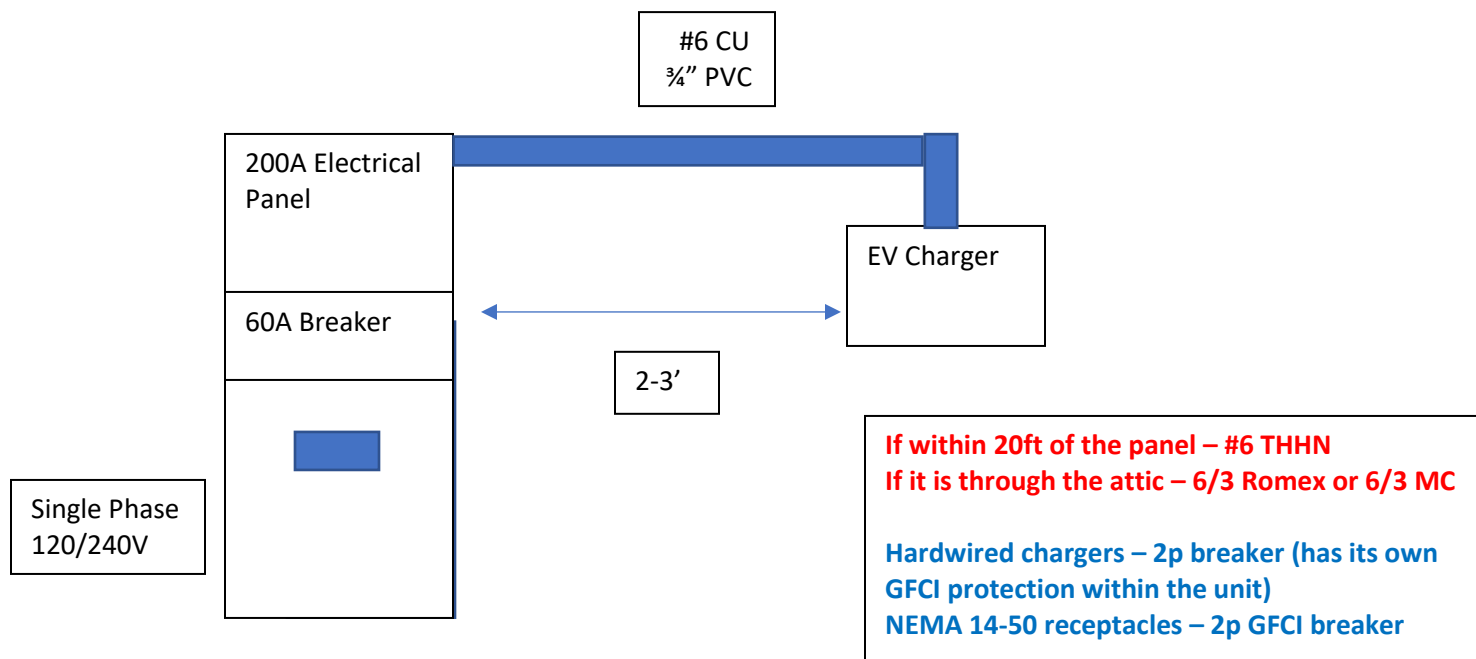 #6 CU
¾” PVC
200A Electrical
Panel
EV Charger
60A Breaker
2-3’
If within 20ft of the panel – #6 THHN
If it is through the attic – 6/3 Romex or 6/3 MC
Single Phase
120/240V
Hardwired chargers – 2p breaker (has its own
GFCI protection within the unit)
NEMA 14-50 receptacles – 2p GFCI breaker